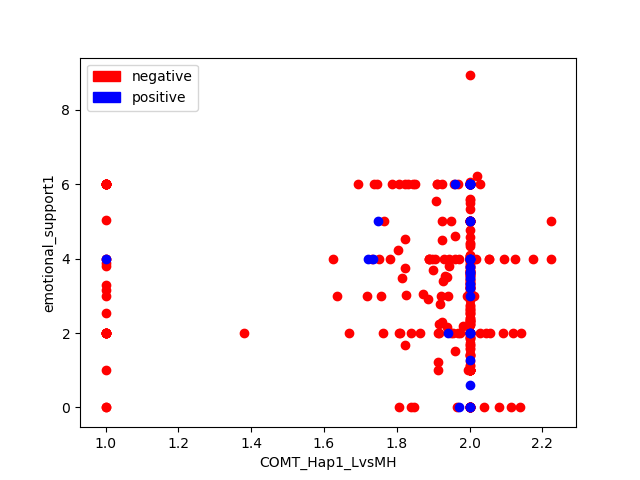 negative
positive
emotional_support1
8
6
4
2
0
1.0 1.2 1.4 1.6 1.8 2.0 2.2
COMT_Hap1_LvsMH